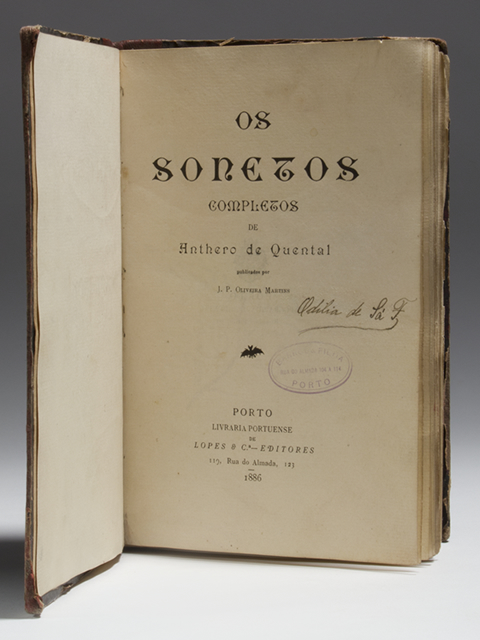 OS
SONETOS
COMPLETOS
DE
Anthero de Quental
publicados por
J. P. OLIVEIRA MARTINS
Odilia de Sá F.
PORTO
PORTO
LIVRARIA PORTUENSE
DE
LOPES & C.ª—EDITORES
119, Rua do Almada, 123
1886